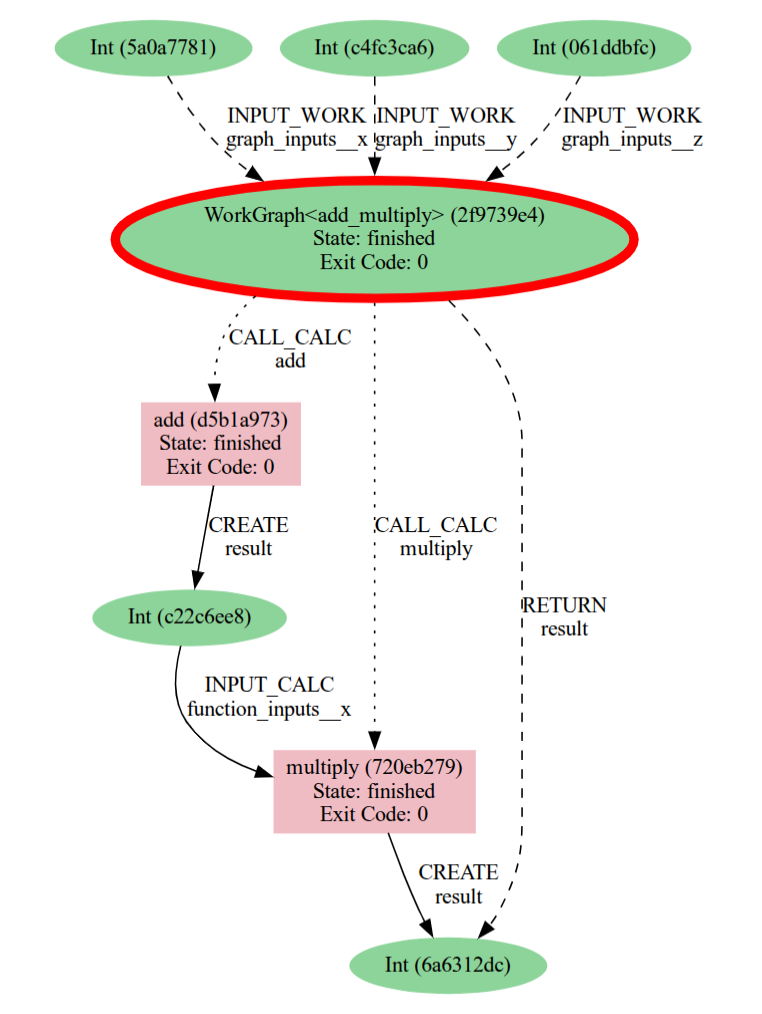 Int (5a0a7781)
Int (c4fc3ca6)
Int (061ddbfc)
INPUT_WORK
graph_inputs__x
INPUT_WORK
graph_inputs__y
INPUT_WORK
graph_inputs__z
WorkGraph<add_multiply> (2f9739e4)
State: finished
Exit Code: 0
CALL_CALC
add
add (d5b1a973)
State: finished
Exit Code: 0
CREATE
result
CALL_CALC
multiply
Int (c22c6ee8)
RETURN
result
INPUT_CALC
function_inputs__x
multiply (720eb279)
State: finished
Exit Code: 0
CREATE
result
Int (6a6312dc)